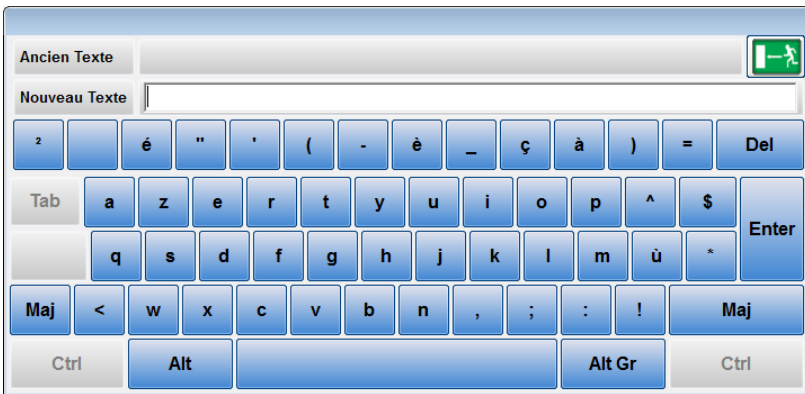 Ancien Texte
Nouveau Texte
² é " ' ( - è _ ç à ) = Del
Tab a z e r t y u i o p ^ $
Enter
q s d f g h j k l m ù *
Maj < w x c v b n , ; : ! Maj
Ctrl Alt Alt Gr Ctrl